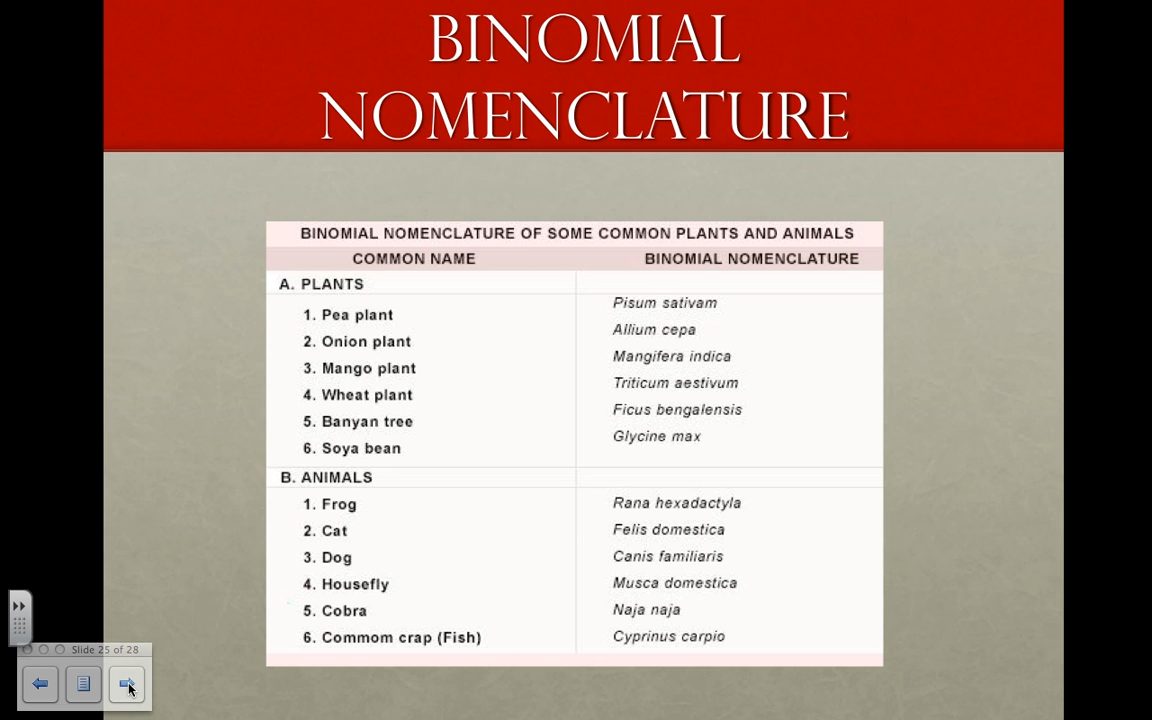 BINOMIAL
NOMENCLATURE
BINOMIAL NOMENCLATURE OF SOME COMMON PLANTS AND ANIMALS
COMMON NAME BINOMIAL NOMENCLATURE
A. PLANTS
1. Pea plant Pisum sativam
2. Onion plant Allium cepa
3. Mango plant Mangifera indica
4. Wheat plant Triticum aestivum
5. Banyan tree Ficus bengalensis
6. Soya bean Glycine max
B. ANIMALS
1. Frog Rana hexadactyla
2. Cat Felis domestica
3. Dog Canis familiaris
4. Housefly Musca domestica
5. Cobra Naja naja
6. Commom crap (Fish) Cyprinus carpio
Slide 25 of 28